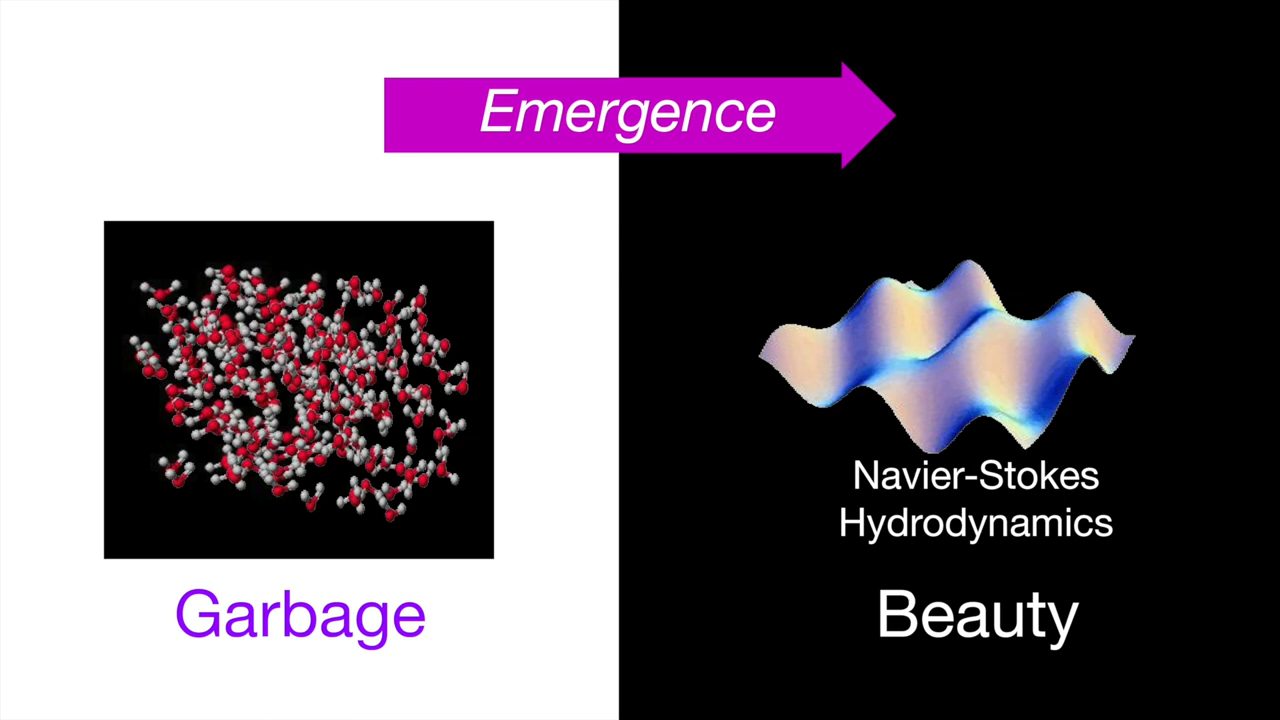 Emergence
Navier-Stokes
Hydrodynamics
Garbage
Beauty